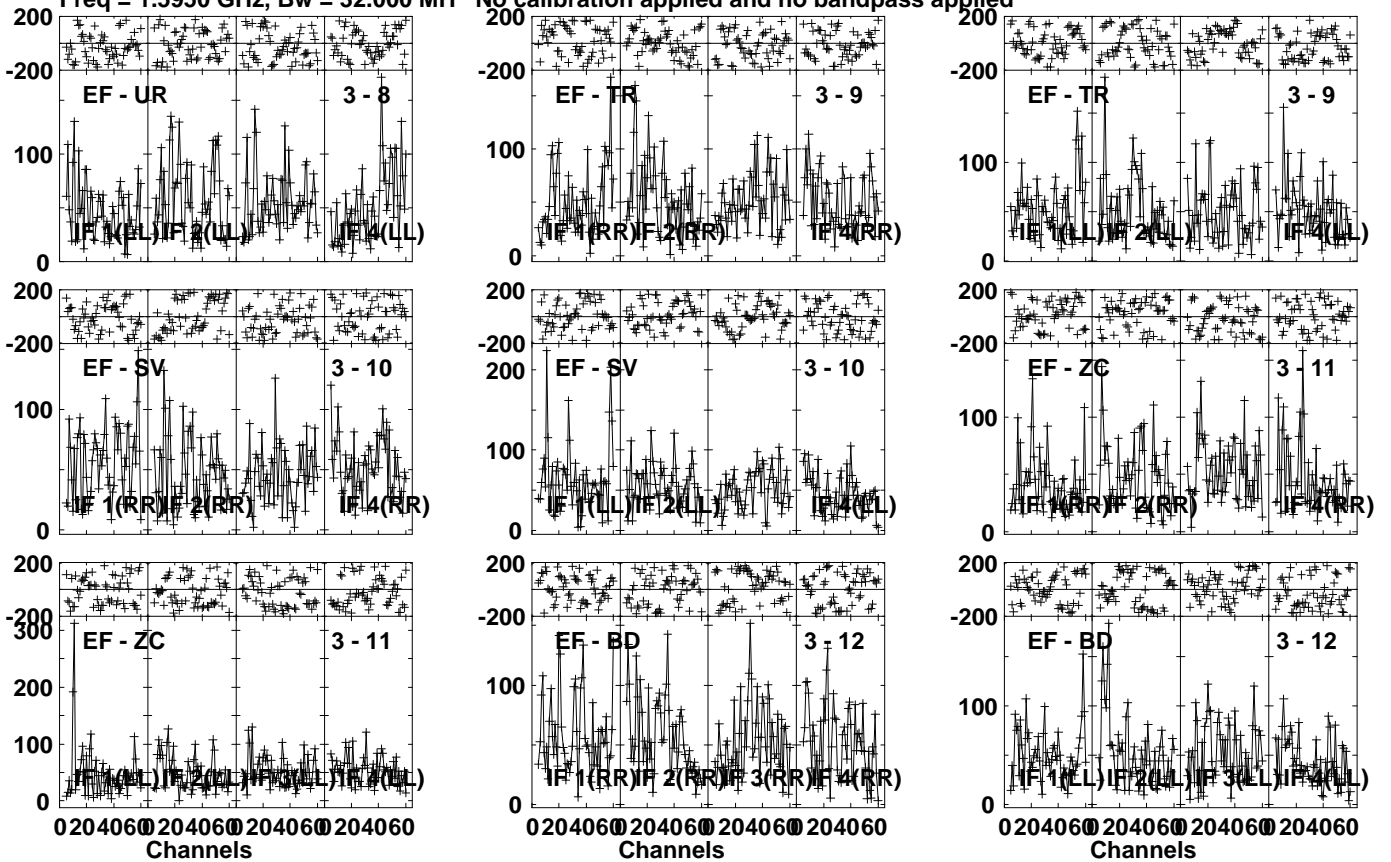 Freq = 1.5950 GHz, Bw = 32.000 MH No calibration applied and no bandpass applied
200
-200
EF - UR 3 - 8
100
0
IF 1(LL) IF 2(LL) IF 4(LL)
EF - TR 3 - 9
100
0
IF 1(RR) IF 2(RR) IF 4(RR)
EF - TR 3 - 9
100
0
IF 1(LL) IF 2(LL) IF 4(LL)
200
-200
EF - SV 3 - 10
100
0
IF 1(RR) IF 2(RR) IF 4(RR)
200
-200
EF - SV 3 - 10
200
100
0
IF 1(LL) IF 2(LL) IF 4(LL)
200
-200
EF - ZC 3 - 11
100
0
IF 1(RR) IF 2(RR) IF 4(RR)
200
-200
300
EF - ZC 3 - 11
200
100
0
IF 1(LL) IF 2(LL) IF 3(LL) IF 4(LL)
0 20 40 60 0 20 40 60 0 20 40 60 0 20 40 60
Channels
200
-200
EF - BD 3 - 12
100
0
IF 1(RR) IF 2(RR) IF 3(RR) IF 4(RR)
0 20 40 60 0 20 40 60 0 20 40 60 0 20 40 60
Channels
200
-200
EF - BD 3 - 12
100
0
IF 1(LL) IF 2(LL) IF 3(LL) IF 4(LL)
0 20 40 60 0 20 40 60 0 20 40 60 0 20 40 60
Channels